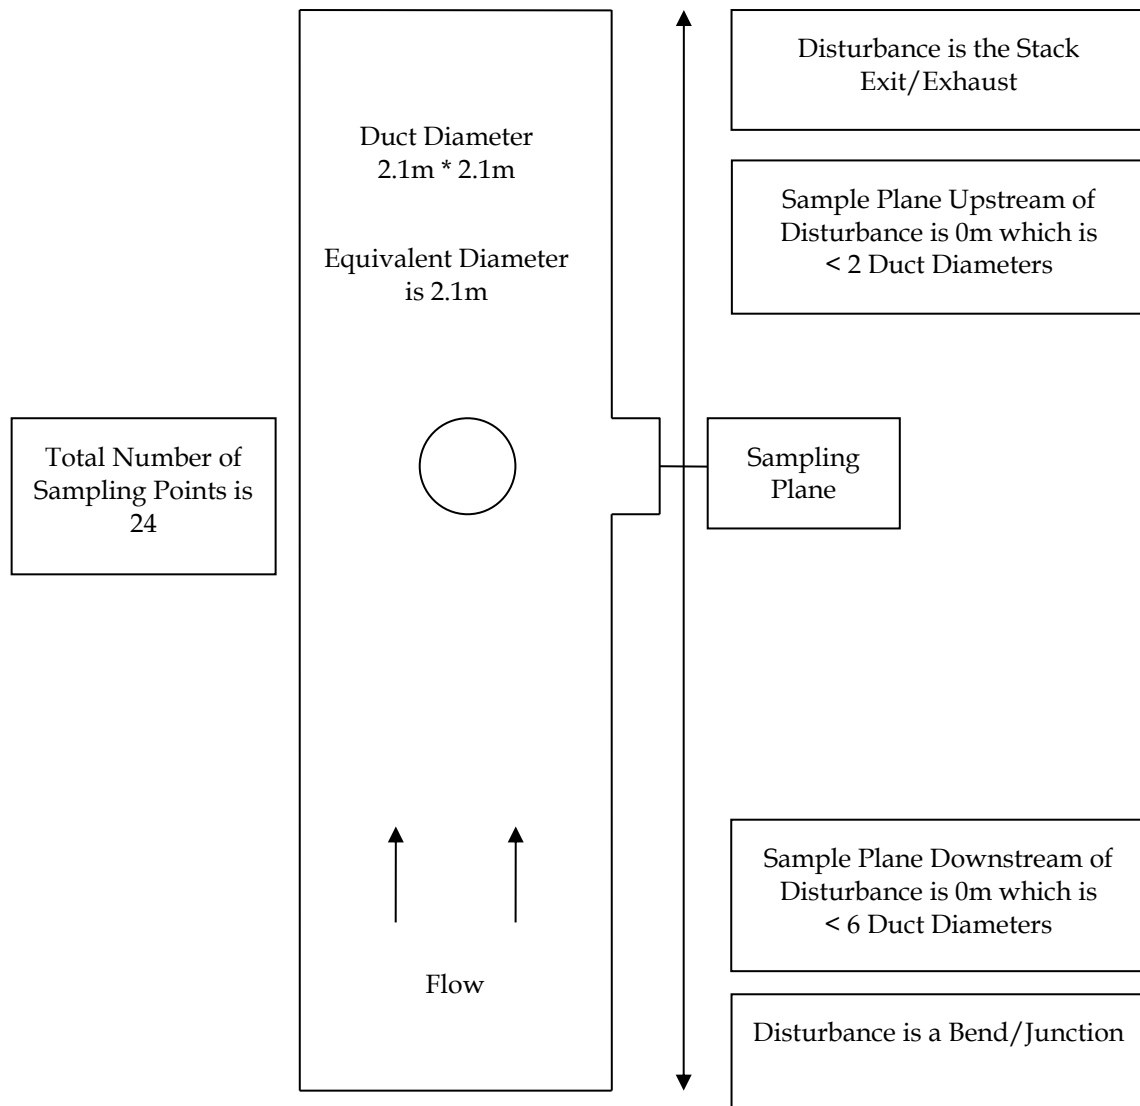 Disturbance is the Stack
Exit/Exhaust
Duct Diameter
2.1m * 2.1m
Sample Plane Upstream of
Disturbance is 0m which is
< 2 Duct Diameters
Equivalent Diameter
is 2.1m
Total Number of
Sampling Points is
24
Sampling
Plane
Sample Plane Downstream of
Disturbance is 0m which is
< 6 Duct Diameters
Flow
Disturbance is a Bend/Junction